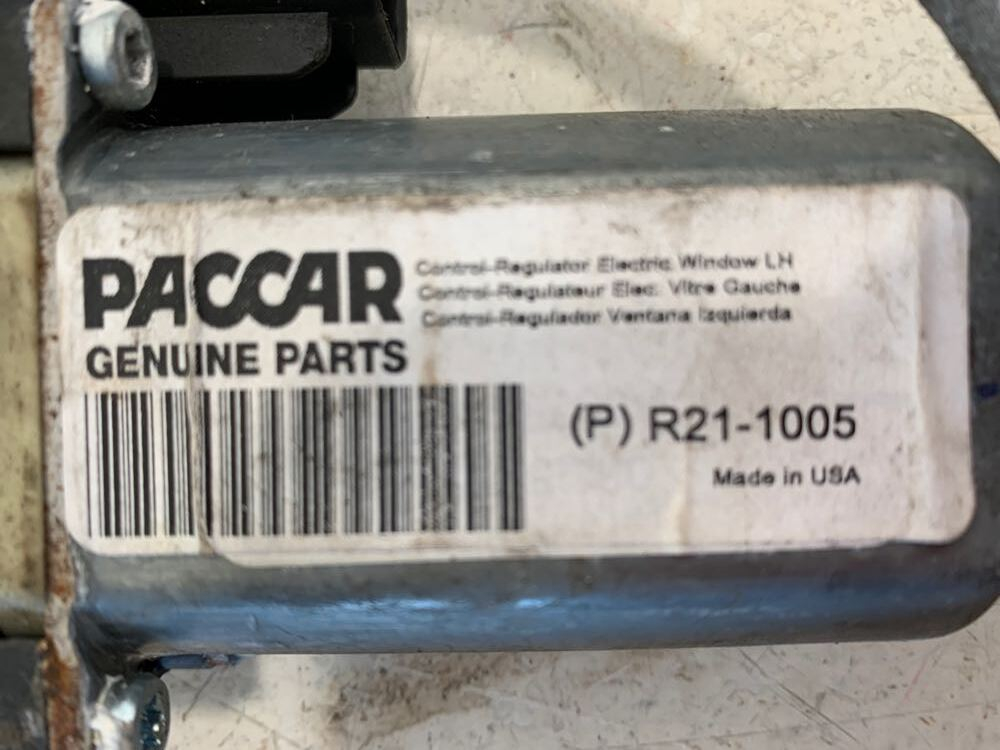 PACCAR
GENUINE PARTS
Control-Regulator Electric Window LH
Control-Regulateur Elec. Vitre Gauche
Control-Regulador Ventana Izquierda
(P) R21-1005
Made in USA